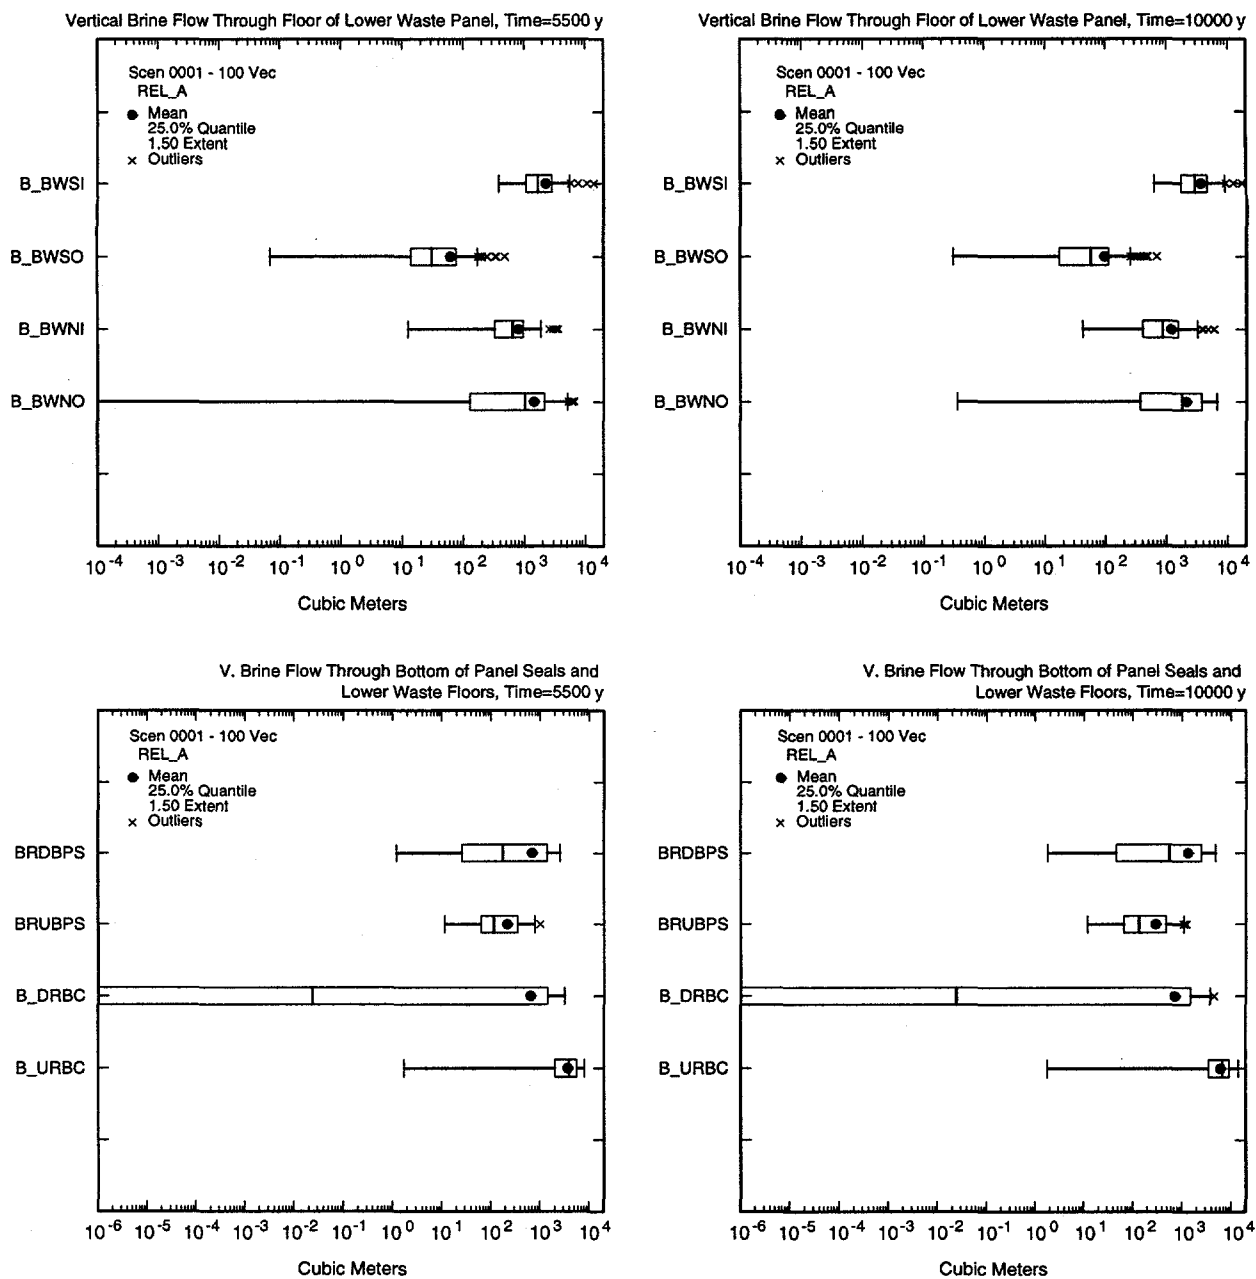 Vertical Brine Flow Through Floor of Lower Waste Panel, Time=5500 y
Scen 0001 - 100 Vec
REL_A
● Mean
25.0% Quantile
1.50 Extent
× Outliers
B_BWSI
B_BWSO
B_BWNI
B_BWNO
10^-4 10^-3 10^-2 10^-1 10^0 10^1 10^2 10^3 10^4
Cubic Meters
Vertical Brine Flow Through Floor of Lower Waste Panel, Time=10000 y
Scen 0001 - 100 Vec
REL_A
● Mean
25.0% Quantile
1.50 Extent
× Outliers
B_BWSI
B_BWSO
B_BWNI
B_BWNO
10^-4 10^-3 10^-2 10^-1 10^0 10^1 10^2 10^3 10^4
Cubic Meters
V. Brine Flow Through Bottom of Panel Seals and
Lower Waste Floors, Time=5500 y
Scen 0001 - 100 Vec
REL_A
● Mean
25.0% Quantile
1.50 Extent
× Outliers
BRDBPS
BRUBPS
B_DRBC
B_URBC
10^-6 10^-5 10^-4 10^-3 10^-2 10^-1 10^0 10^1 10^2 10^3 10^4
Cubic Meters
V. Brine Flow Through Bottom of Panel Seals and
Lower Waste Floors, Time=10000 y
Scen 0001 - 100 Vec
REL_A
● Mean
25.0% Quantile
1.50 Extent
× Outliers
BRDBPS
BRUBPS
B_DRBC
B_URBC
10^-6 10^-5 10^-4 10^-3 10^-2 10^-1 10^0 10^1 10^2 10^3 10^4
Cubic Meters